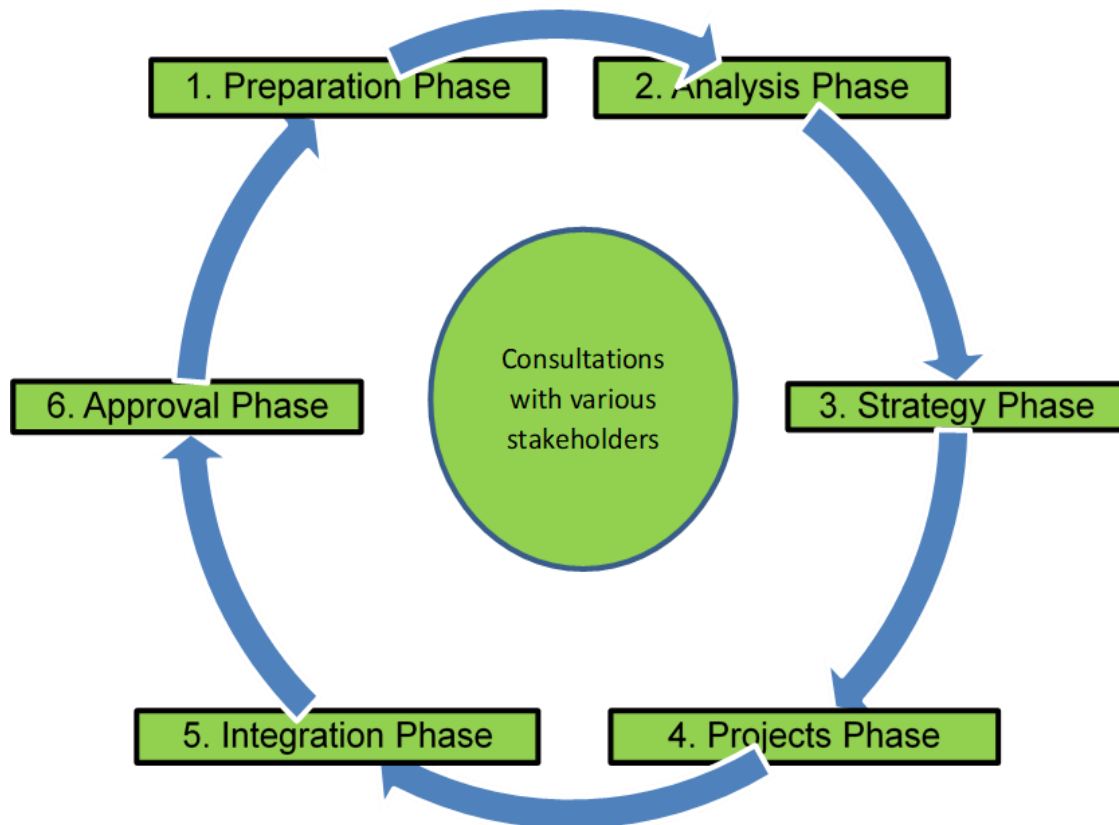 1. Preparation Phase
2. Analysis Phase
Consultations
with various
stakeholders
3. Strategy Phase
4. Projects Phase
5. Integration Phase
6. Approval Phase